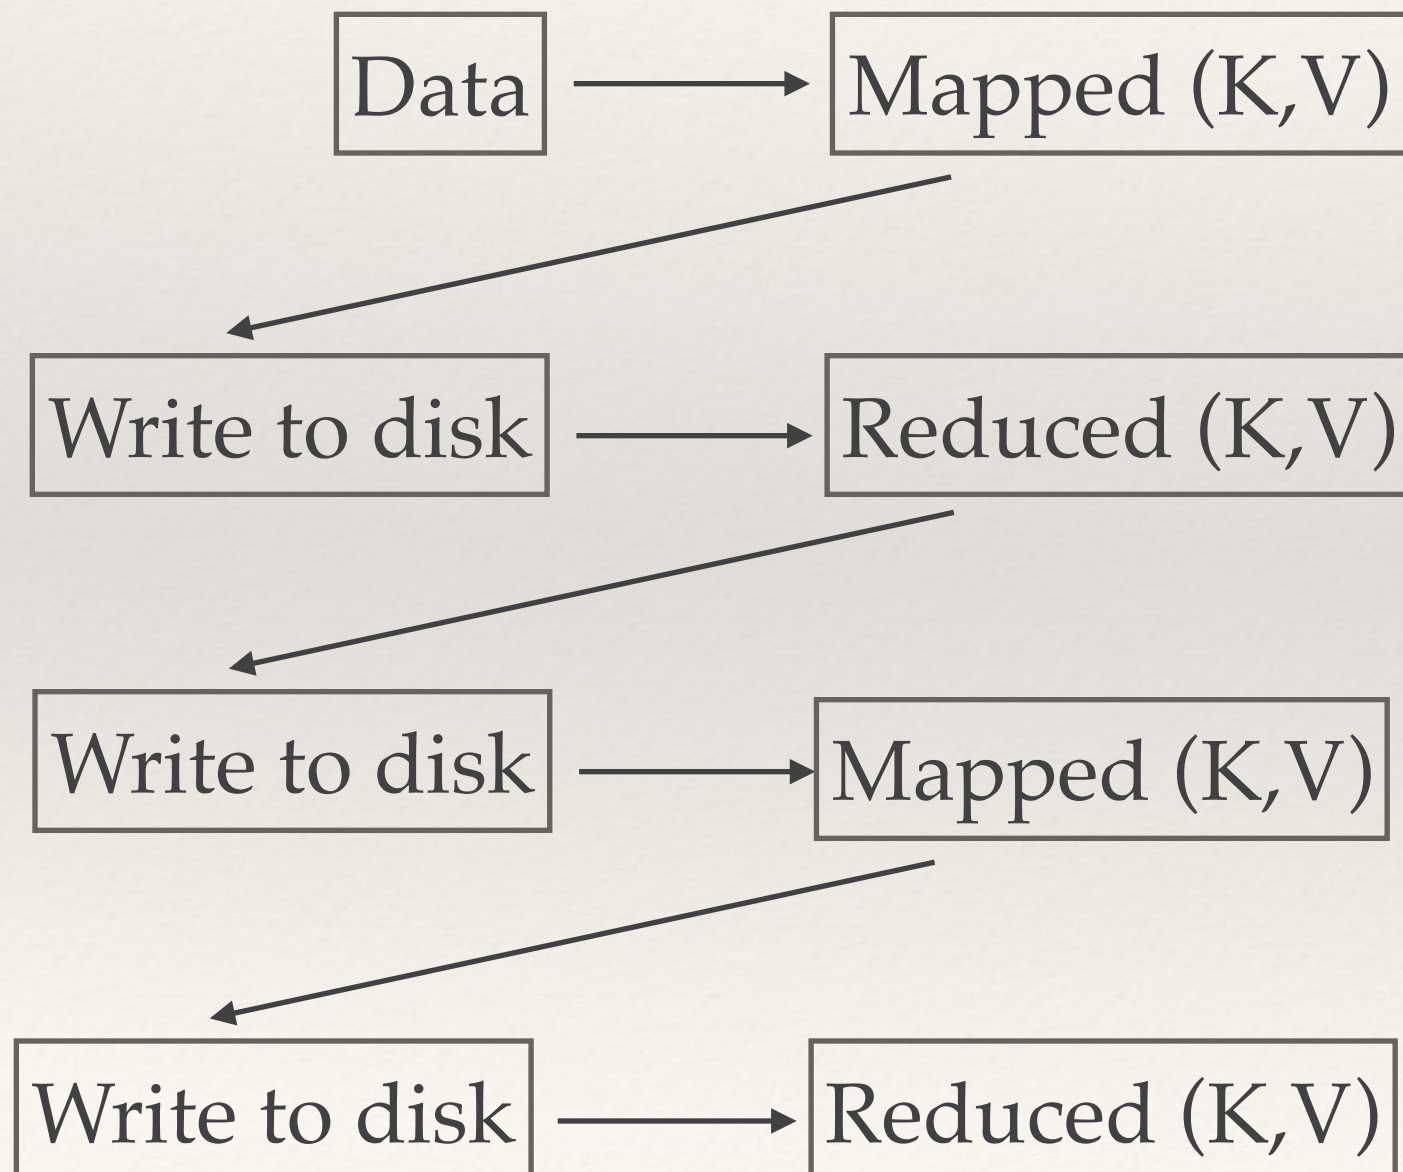 Data
Mapped (K,V)
Write to disk
Reduced (K,V)
Write to disk
Mapped (K,V)
Write to disk
Reduced (K,V)